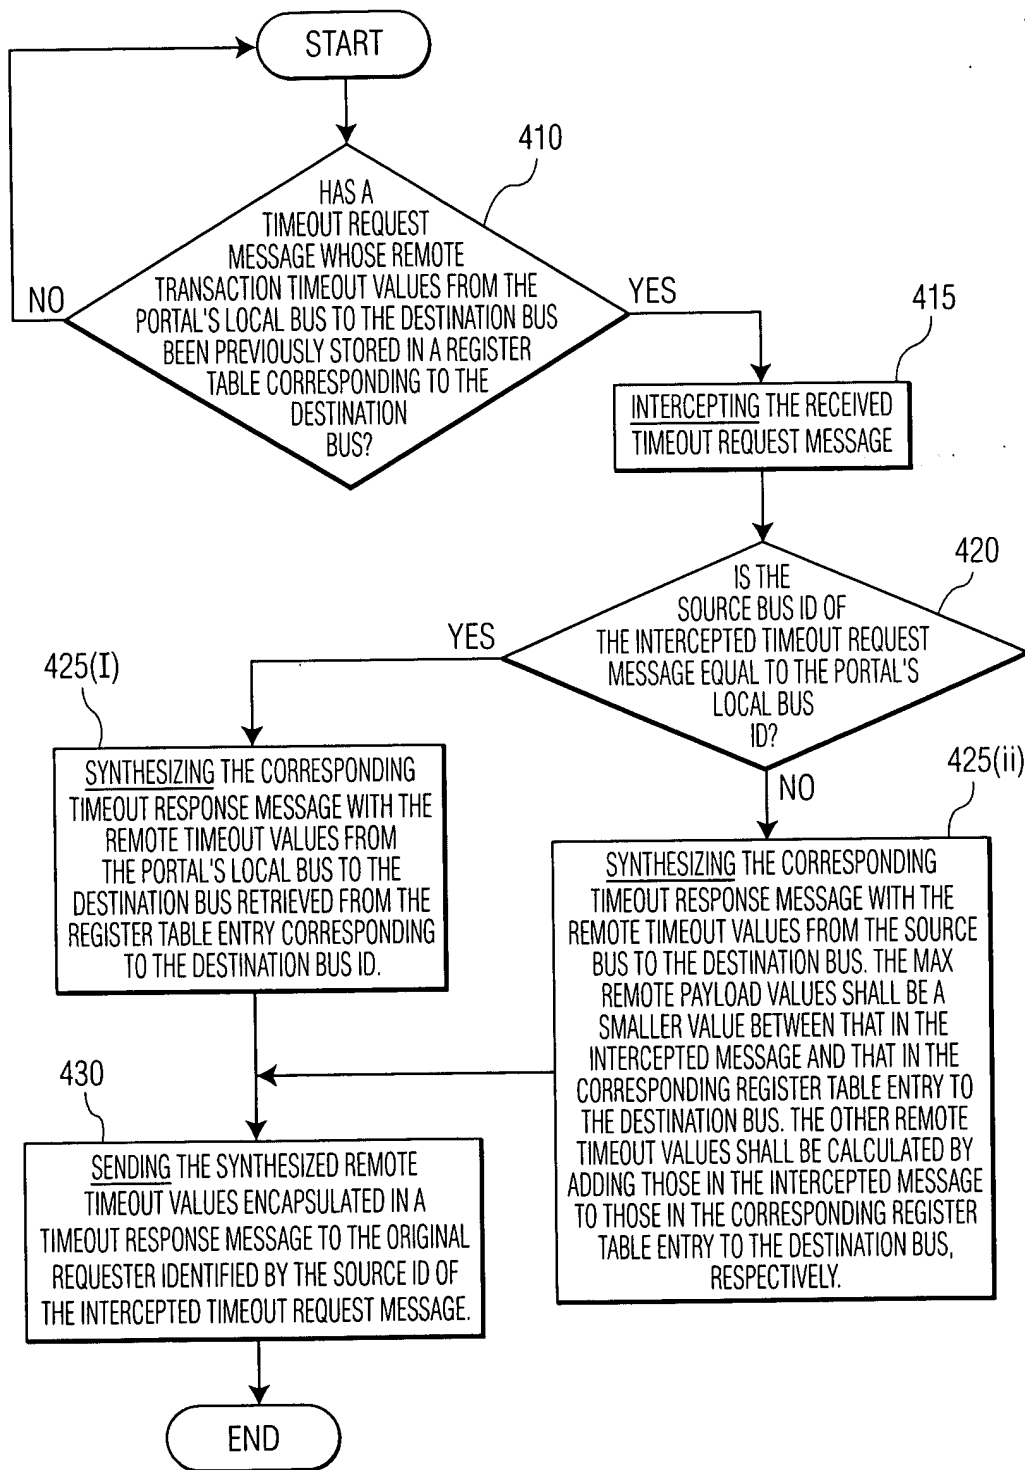 START
410
HAS A
TIMEOUT REQUEST
MESSAGE WHOSE REMOTE
TRANSACTION TIMEOUT VALUES FROM THE
PORTAL'S LOCAL BUS TO THE DESTINATION BUS
BEEN PREVIOUSLY STORED IN A REGISTER
TABLE CORRESPONDING TO THE
DESTINATION
BUS?
NO
YES
415
INTERCEPTING THE RECEIVED
TIMEOUT REQUEST MESSAGE
420
IS THE
SOURCE BUS ID OF
THE INTERCEPTED TIMEOUT REQUEST
MESSAGE EQUAL TO THE PORTAL'S
LOCAL BUS
ID?
YES
NO
425(I)
SYNTHESIZING THE CORRESPONDING
TIMEOUT RESPONSE MESSAGE WITH THE
REMOTE TIMEOUT VALUES FROM
THE PORTAL'S LOCAL BUS TO THE
DESTINATION BUS RETRIEVED FROM THE
REGISTER TABLE ENTRY CORRESPONDING
TO THE DESTINATION BUS ID.
425(ii)
SYNTHESIZING THE CORRESPONDING
TIMEOUT RESPONSE MESSAGE WITH THE
REMOTE TIMEOUT VALUES FROM THE SOURCE
BUS TO THE DESTINATION BUS. THE MAX
REMOTE PAYLOAD VALUES SHALL BE A
SMALLER VALUE BETWEEN THAT IN THE
INTERCEPTED MESSAGE AND THAT IN THE
CORRESPONDING REGISTER TABLE ENTRY TO
THE DESTINATION BUS. THE OTHER REMOTE
TIMEOUT VALUES SHALL BE CALCULATED BY
ADDING THOSE IN THE INTERCEPTED MESSAGE
TO THOSE IN THE CORRESPONDING REGISTER
TABLE ENTRY TO THE DESTINATION BUS,
RESPECTIVELY.
430
SENDING THE SYNTHESIZED REMOTE
TIMEOUT VALUES ENCAPSULATED IN A
TIMEOUT RESPONSE MESSAGE TO THE ORIGINAL
REQUESTER IDENTIFIED BY THE SOURCE ID OF
THE INTERCEPTED TIMEOUT REQUEST MESSAGE.
END